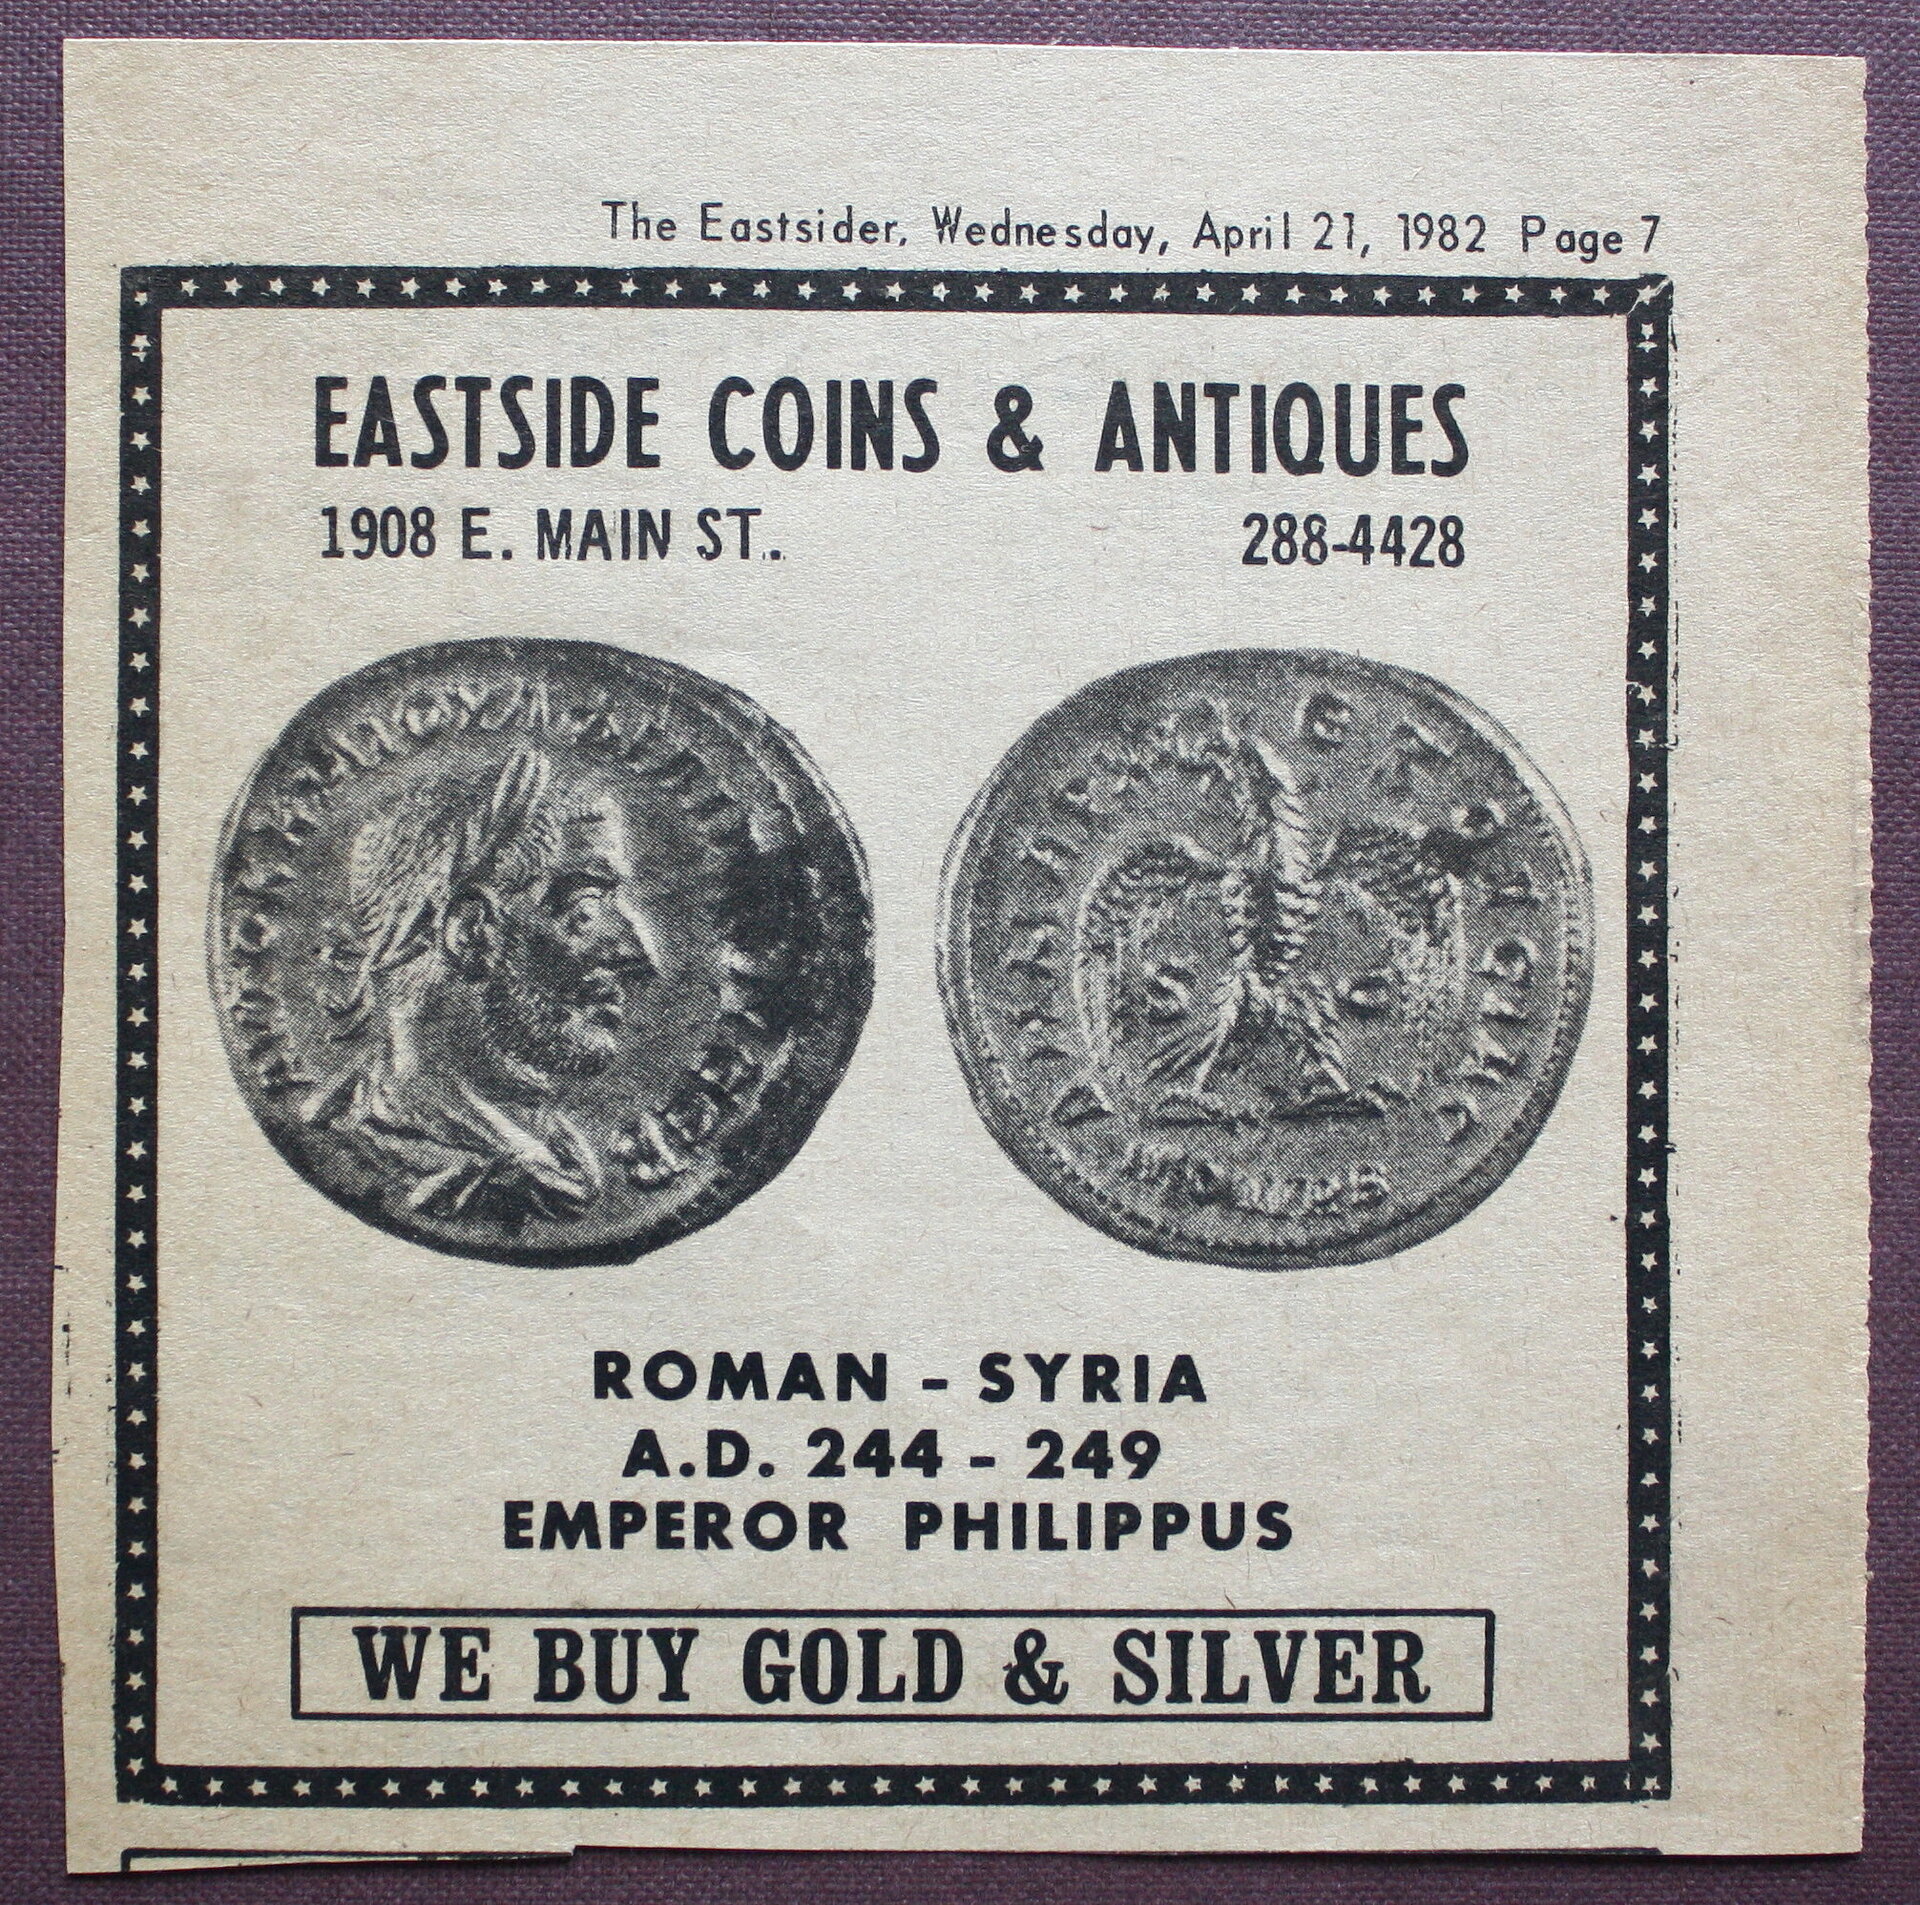 The Eastsider, Wednesday, April 21, 1982 Page 7
EASTSIDE COINS & ANTIQUES
1908 E. MAIN ST.. 288-4428
S C
ROMAN - SYRIA
A.D. 244 - 249
EMPEROR PHILIPPUS
WE BUY GOLD & SILVER